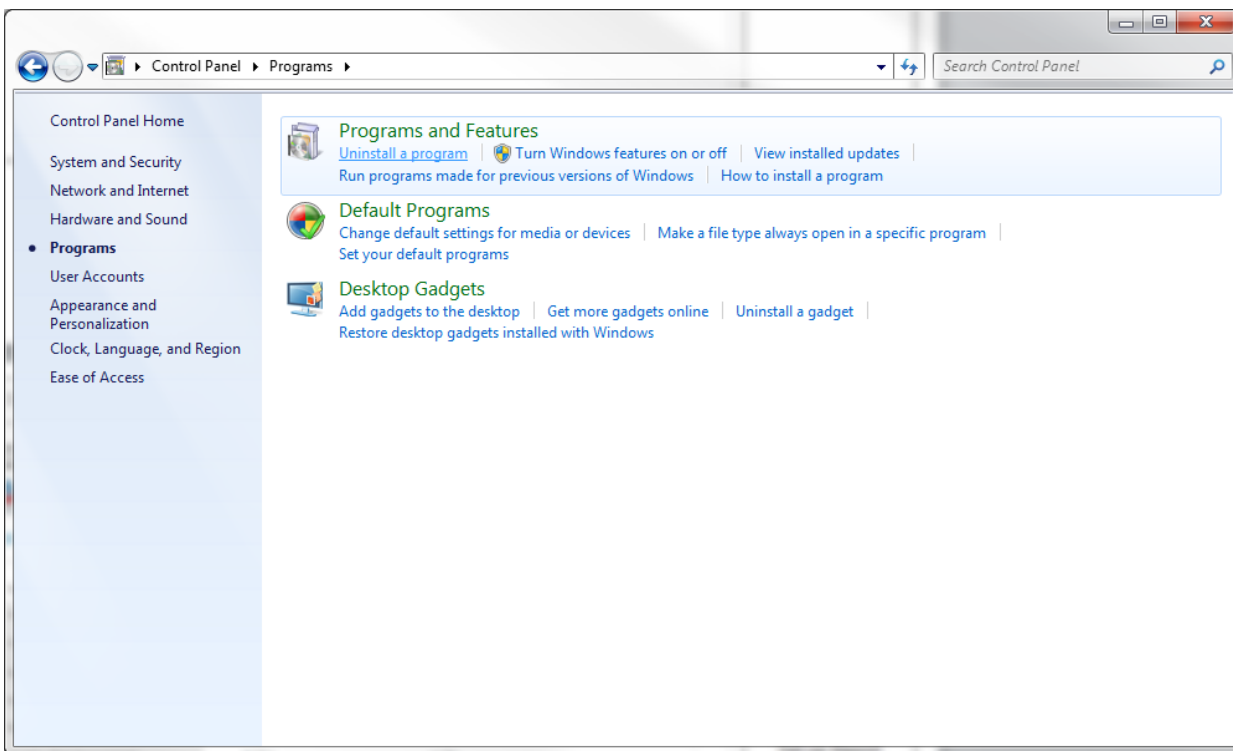 Control Panel Programs
Search Control Panel
Control Panel Home
System and Security
Network and Internet
Hardware and Sound
Programs
User Accounts
Appearance and
Personalization
Clock, Language, and Region
Ease of Access
Programs and Features
Uninstall a program Turn Windows features on or off View installed updates
Run programs made for previous versions of Windows How to install a program
Default Programs
Change default settings for media or devices Make a file type always open in a specific program
Set your default programs
Desktop Gadgets
Add gadgets to the desktop Get more gadgets online Uninstall a gadget
Restore desktop gadgets installed with Windows